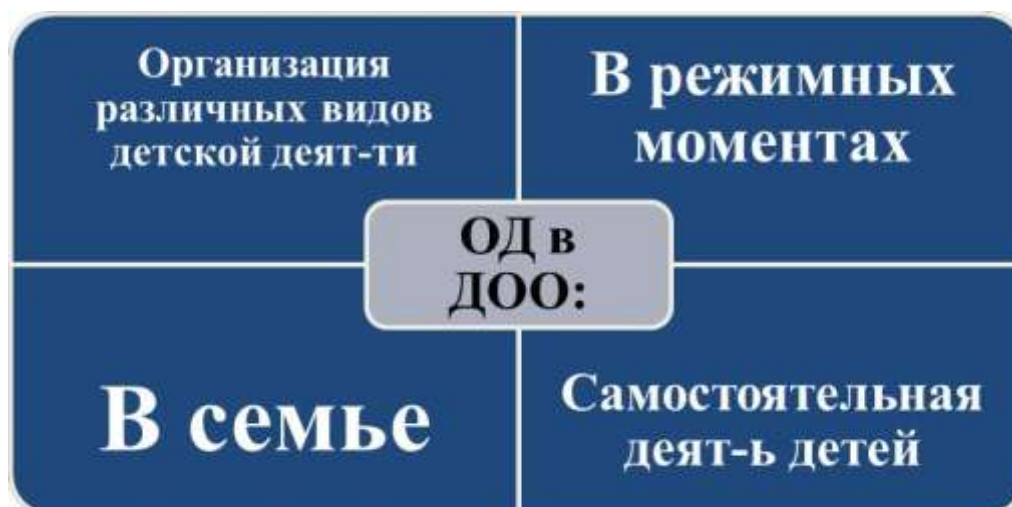 Организация
различных видов
детской деят-ти
В режимных
моментах
ОД в
ДОО:
В семье
Самостоятельная
деят-ь детей